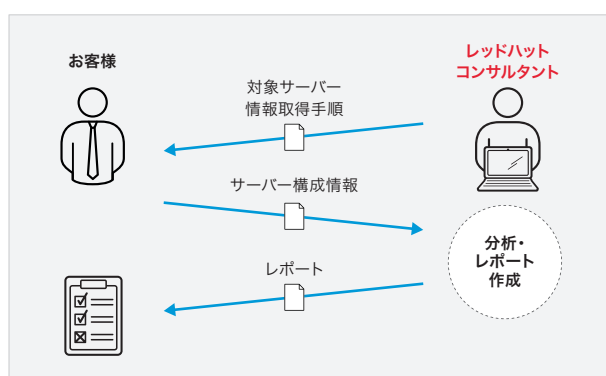 お客様
レッドハット
コンサルタント
対象サーバー
情報取得手順
サーバー構成情報
分析・
レポート
作成
レポート